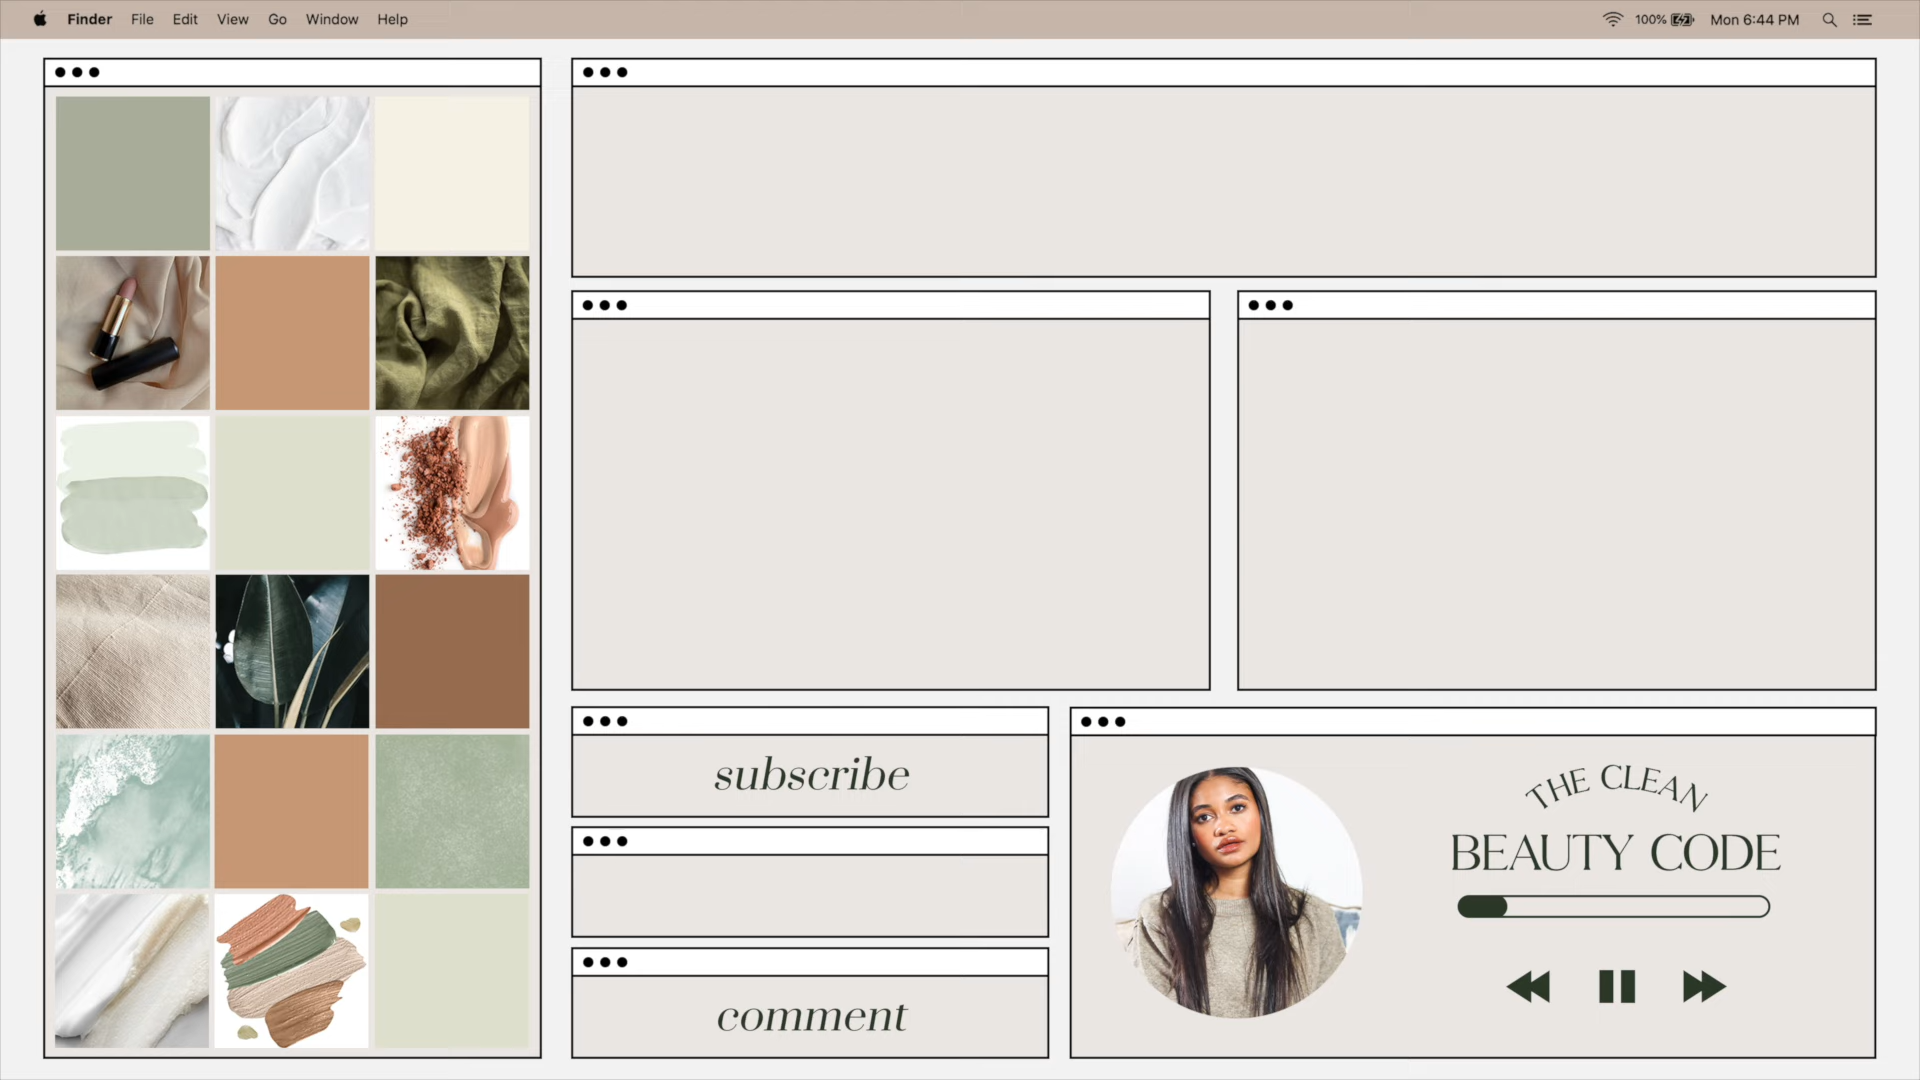 Finder File Edit View Go Window Help
100% Mon 6:44 PM
subscribe
comment
THE CLEAN
BEAUTY CODE